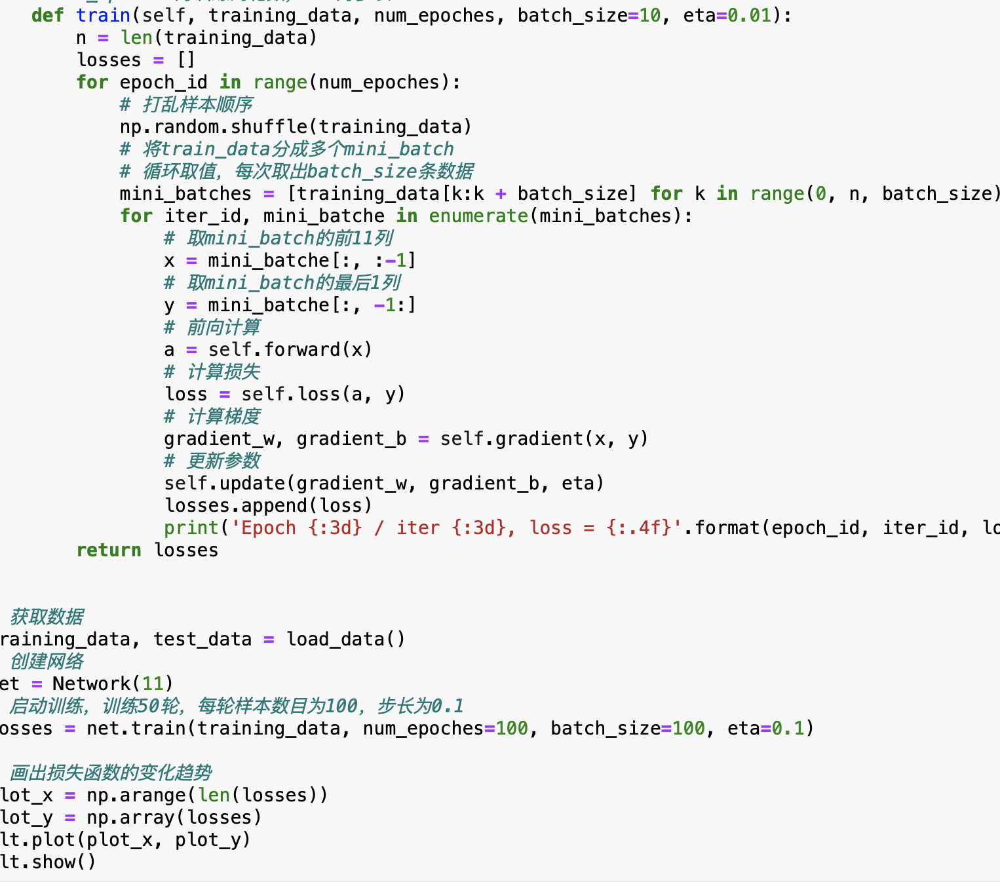 def train(self, training_data, num_epoches, batch_size=10, eta=0.01):
n = len(training_data)
losses = []
for epoch_id in range(num_epoches):
# 打乱样本顺序
np.random.shuffle(training_data)
# 将train_data分成多个mini_batch
# 循环取值，每次取出batch_size条数据
mini_batches = [training_data[k:k + batch_size] for k in range(0, n, batch_size)
for iter_id, mini_batche in enumerate(mini_batches):
# 取mini_batch的前11列
x = mini_batche[:, :-1]
# 取mini_batch的最后1列
y = mini_batche[:, -1:]
# 前向计算
a = self.forward(x)
# 计算损失
loss = self.loss(a, y)
# 计算梯度
gradient_w, gradient_b = self.gradient(x, y)
# 更新参数
self.update(gradient_w, gradient_b, eta)
losses.append(loss)
print('Epoch {:3d} / iter {:3d}, loss = {:.4f}'.format(epoch_id, iter_id, lo
return losses
获取数据
raining_data, test_data = load_data()
创建网络
et = Network(11)
启动训练，训练50轮，每轮样本数目为100，步长为0.1
osses = net.train(training_data, num_epoches=100, batch_size=100, eta=0.1)
画出损失函数的变化趋势
lot_x = np.arange(len(losses))
lot_y = np.array(losses)
lt.plot(plot_x, plot_y)
lt.show()